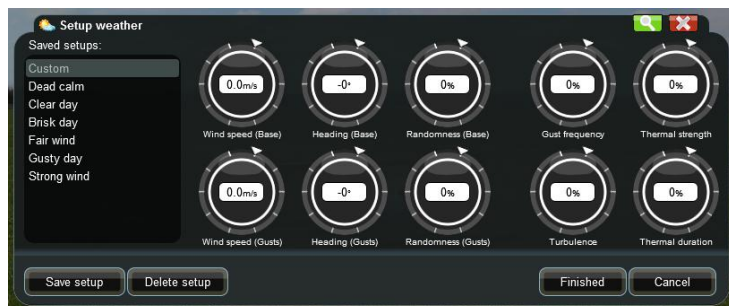 Setup weather
Saved setups:
Custom
Dead calm
Clear day
Brisk day
Fair wind
Gusty day
Strong wind
0.0m/s -0° 0% 0% 0%
Wind speed (Base) Heading (Base) Randomness (Base) Gust frequency Thermal strength
0.0m/s -0° 0% 0% 0%
Wind speed (Gusts) Heading (Gusts) Randomness (Gusts) Turbulence Thermal duration
Save setup Delete setup Finished Cancel